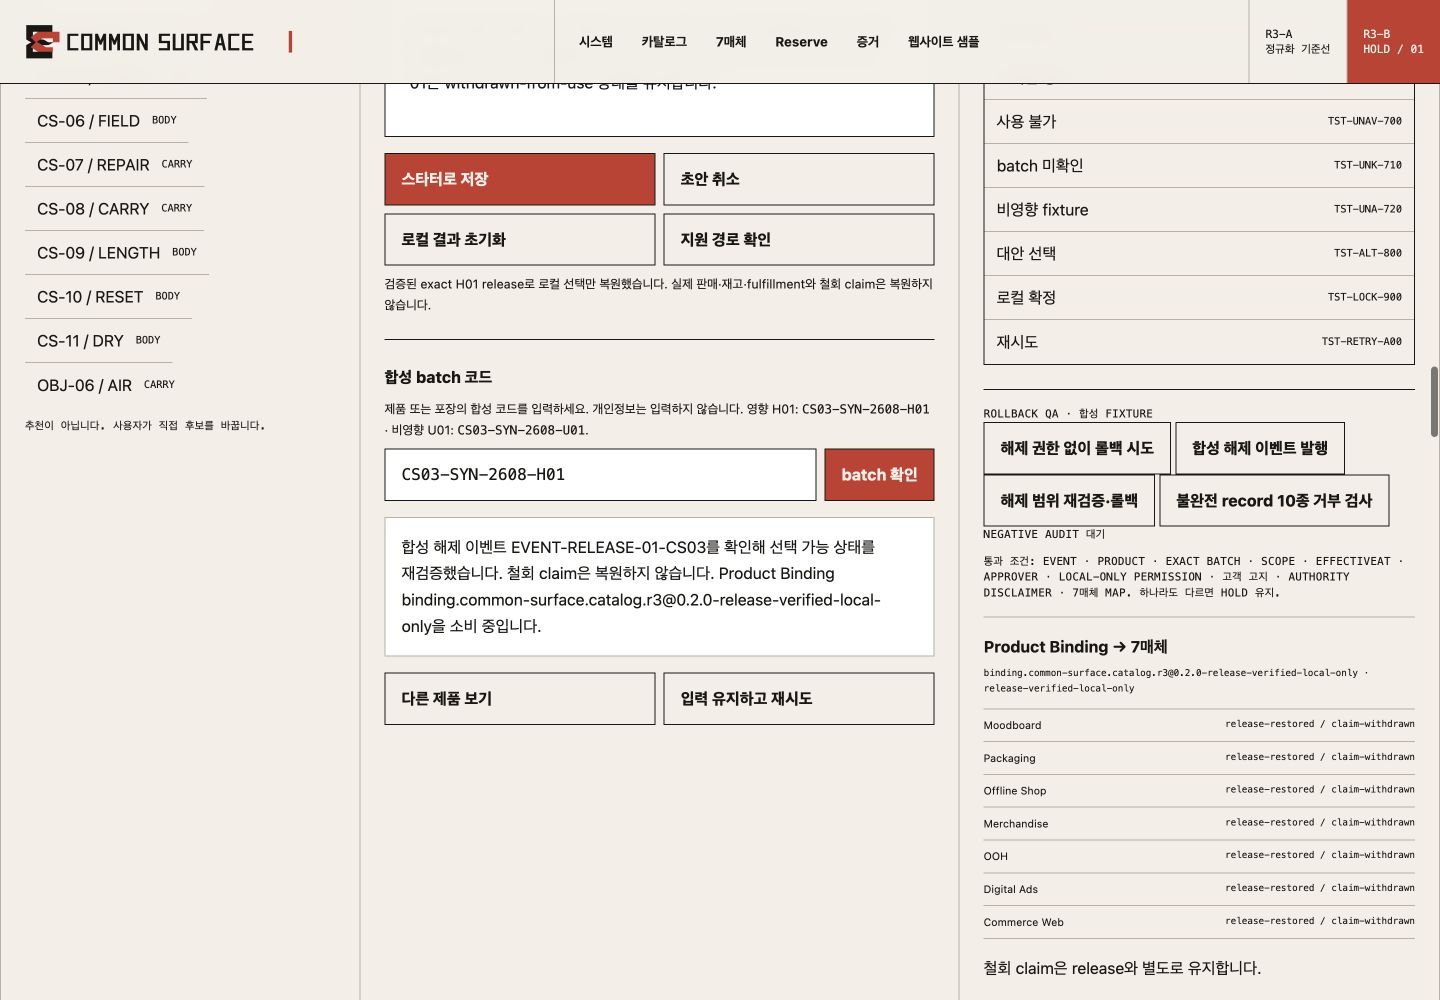 COMMON SURFACE
시스템
카탈로그
7매체
Reserve
증거
웹사이트 샘플
R3-A
정규화 기준선
R3-B
HOLD / 01
CS-06 / FIELD BODY
CS-07 / REPAIR CARRY
CS-08 / CARRY CARRY
CS-09 / LENGTH BODY
CS-10 / RESET BODY
CS-11 / DRY BODY
OBJ-06 / AIR CARRY
추천이 아닙니다. 사용자가 직접 후보를 바꿉니다.
01은 withdrawn-from-use 상태를 유지합니다.
스타터로 저장
초안 취소
로컬 결과 초기화
지원 경로 확인
검증된 exact H01 release로 로컬 선택만 복원했습니다. 실제 판매·재고·fulfillment와 철회 claim은 복원하지
않습니다.
합성 batch 코드
제품 또는 포장의 합성 코드를 입력하세요. 개인정보는 입력하지 않습니다. 영향 H01: CS03-SYN-2608-H01
· 비영향 U01: CS03-SYN-2608-U01.
CS03-SYN-2608-H01
batch 확인
합성 해제 이벤트 EVENT-RELEASE-01-CS03를 확인해 선택 가능 상태를
재검증했습니다. 철회 claim은 복원하지 않습니다. Product Binding
binding.common-surface.catalog.r3@0.2.0-release-verified-local-
only을 소비 중입니다.
다른 제품 보기
입력 유지하고 재시도
사용 불가 TST-UNAV-700
batch 미확인 TST-UNK-710
비영향 fixture TST-UNA-720
대안 선택 TST-ALT-800
로컬 확정 TST-LOCK-900
재시도 TST-RETRY-A00
ROLLBACK QA · 합성 FIXTURE
해제 권한 없이 롤백 시도
합성 해제 이벤트 발행
해제 범위 재검증·롤백
불완전 record 10종 거부 검사
NEGATIVE AUDIT 대기
통과 조건: EVENT · PRODUCT · EXACT BATCH · SCOPE · EFFECTIVEAT ·
APPROVER · LOCAL-ONLY PERMISSION · 고객 고지 · AUTHORITY
DISCLAIMER · 7매체 MAP. 하나라도 다르면 HOLD 유지.
Product Binding → 7매체
binding.common-surface.catalog.r3@0.2.0-release-verified-local-only ·
release-verified-local-only
Moodboard release-restored / claim-withdrawn
Packaging release-restored / claim-withdrawn
Offline Shop release-restored / claim-withdrawn
Merchandise release-restored / claim-withdrawn
OOH release-restored / claim-withdrawn
Digital Ads release-restored / claim-withdrawn
Commerce Web release-restored / claim-withdrawn
철회 claim은 release와 별도로 유지합니다.